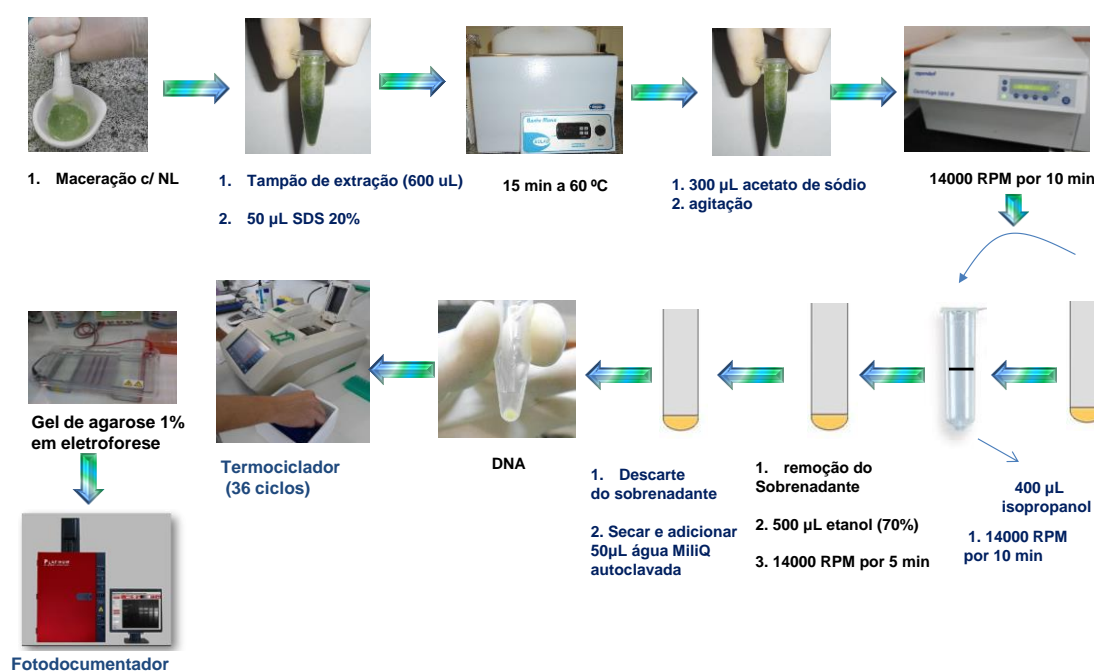 1. Maceração c/ NL
1. Tampão de extração (600 uL)
2. 50 µL SDS 20%
15 min a 60 ºC
1. 300 µL acetato de sódio
2. agitação
14000 RPM por 10 min
400 µL
isopropanol
1. 14000 RPM
por 10 min
1. remoção do
Sobrenadante
2. 500 µL etanol (70%)
3. 14000 RPM por 5 min
1. Descarte
do sobrenadante
2. Secar e adicionar
50µL água MiliQ
autoclavada
DNA
Termociclador
(36 ciclos)
Gel de agarose 1%
em eletroforese
Fotodocumentador